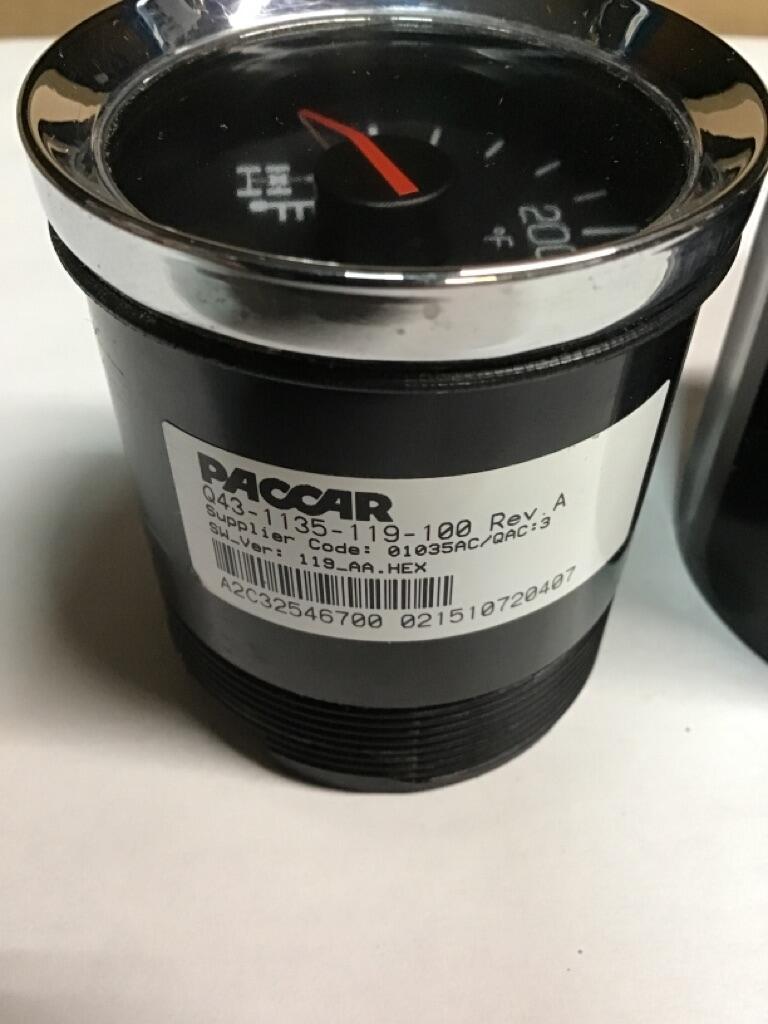 200
°F
PACCAR
Q43-1135-119-100 Rev. A
Supplier Code: 01035AC/QAC:3
SW_Ver: 119_AA.HEX
A2C32546700 021510720407